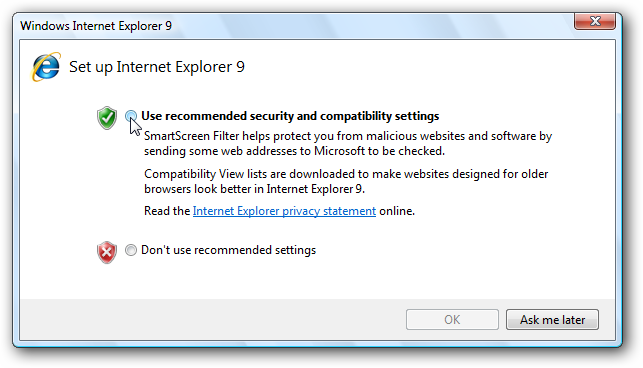 Windows Internet Explorer 9
Set up Internet Explorer 9
Use recommended security and compatibility settings
SmartScreen Filter helps protect you from malicious websites and software by
sending some web addresses to Microsoft to be checked.
Compatibility View lists are downloaded to make websites designed for older
browsers look better in Internet Explorer 9.
Read the Internet Explorer privacy statement online.
Don't use recommended settings
OK
Ask me later